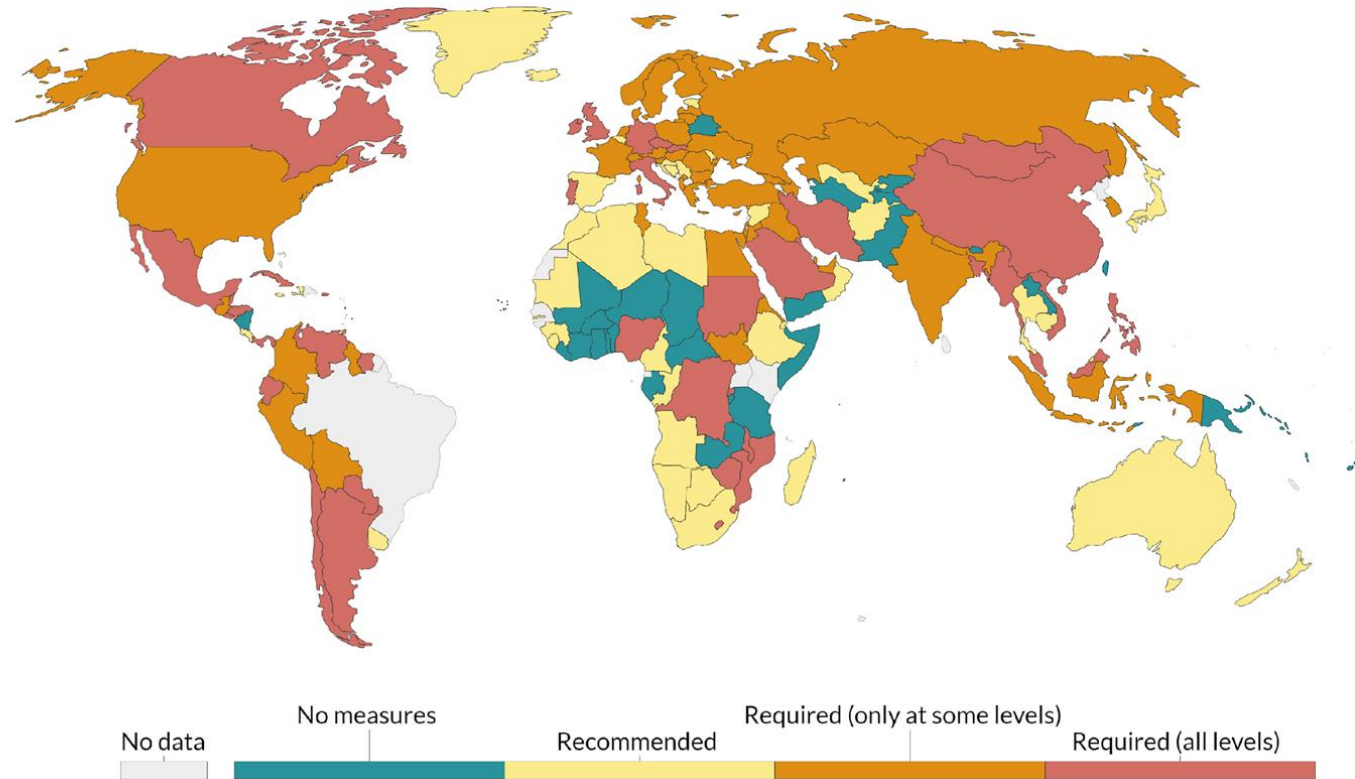 No measures
Required (only at some levels)
No data
Recommended
Required (all levels)